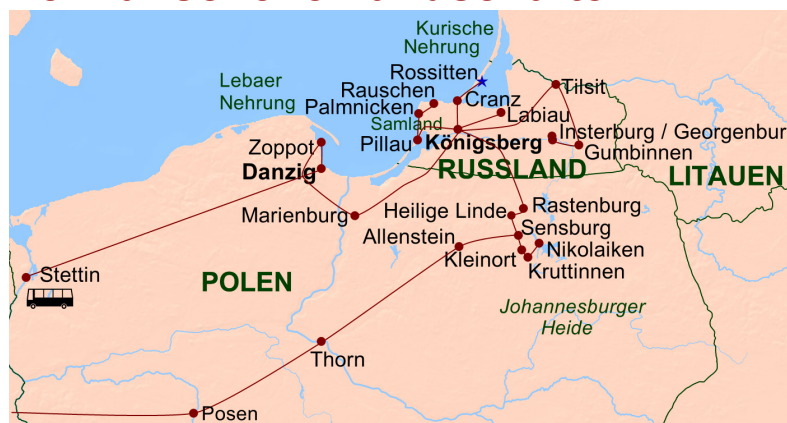 Kurische
Nehrung
Rossitten
Lebaer
Nehrung
Rauschen
Tilsit
Palmnicken
Cranz
Labiau
Samland
Insterburg / Georgenbur
Zoppot
Pillau
Königsberg
Gumbinnen
Danzig
RUSSLAND
LITAUEN
Marienburg
Heilige Linde
Rastenburg
Allenstein
Sensburg
Nikolaiken
Kleinort
Kruttinnen
Stettin
POLEN
Johannesburger
Heide
Thorn
Posen